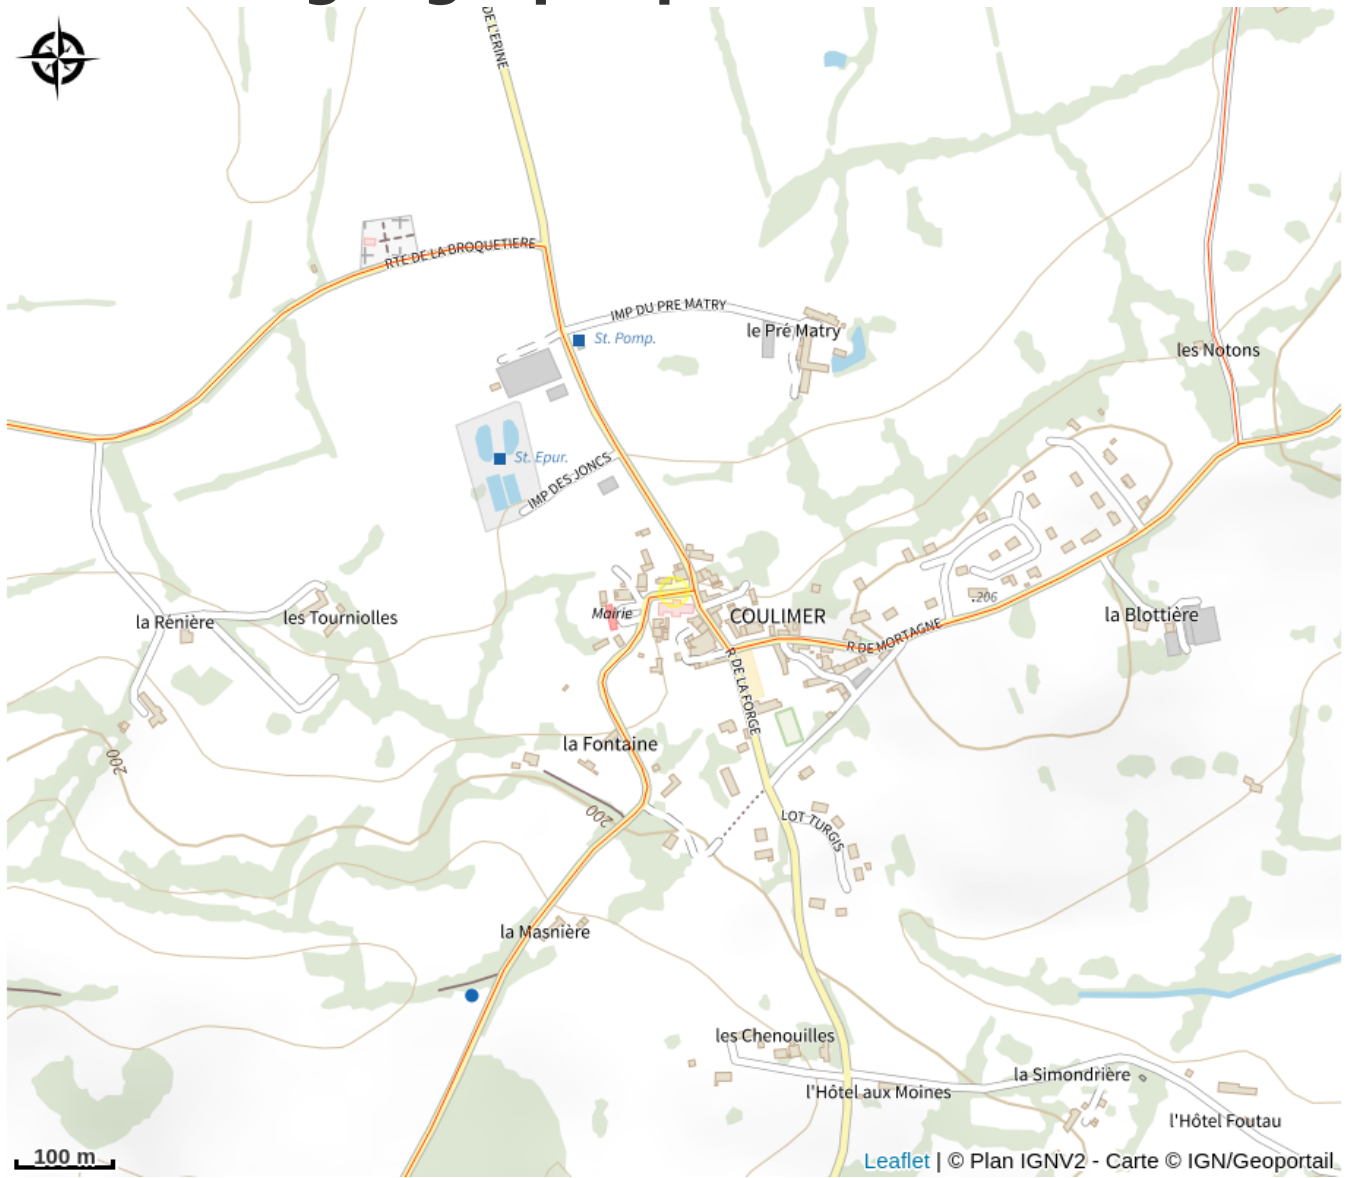 DE L'ERINE
RTE DE LA BROQUETIERE
IMP DU PRE MATRY
St. Pomp.
le Pré Matry
les Notons
St. Epur.
IMP DES JONCS
Mairie
COULIMER
.206
la Rénière
les Tourniolles
la Blottière
R DE MORTAGNE
R DE LA FORGE
la Fontaine
200
200
LOT TURGIS
la Masnière
les Chenouilles
la Simondrière
l'Hôtel aux Moines
l'Hôtel Foutau
100 m
Leaflet | © Plan IGNV2 - Carte © IGN/Geoportail